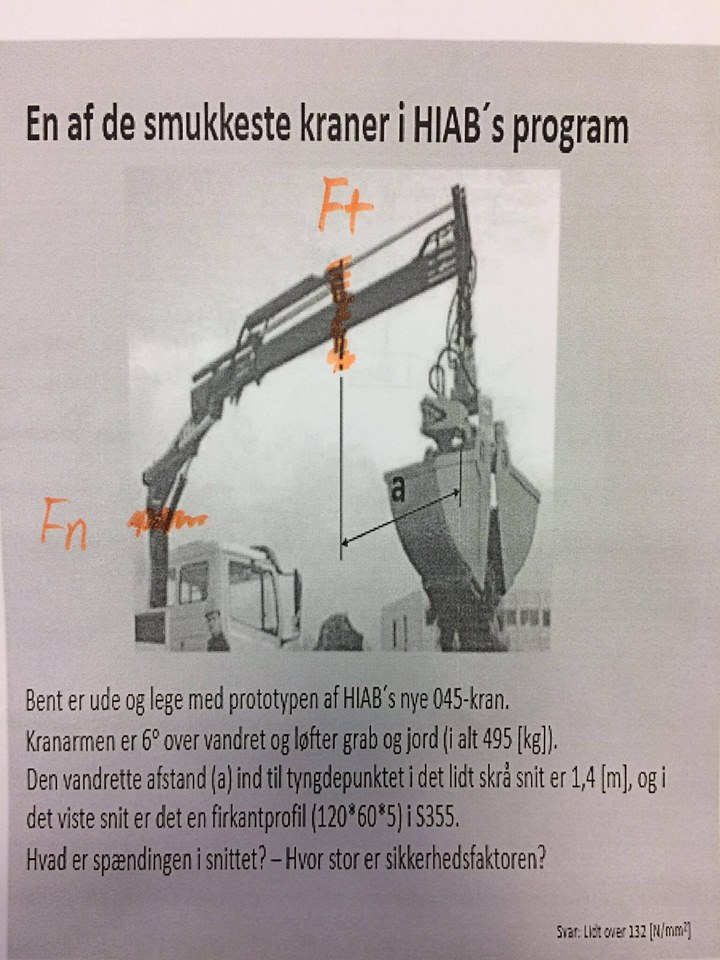 En af de smukkeste kraner i HIAB´s program
Ft
a
Fn
Bent er ude og lege med prototypen af HIAB´s nye 045-kran.
Kranarmen er 6° over vandret og løfter grab og jord (i alt 495 [kg]).
Den vandrette afstand (a) ind til tyngdepunktet i det lidt skrå snit er 1,4 [m], og i
det viste snit er det en firkantprofil (120*60*5) i S355.
Hvad er spændingen i snittet? – Hvor stor er sikkerhedsfaktoren?
Svar: Lidt over 132 [N/mm²]